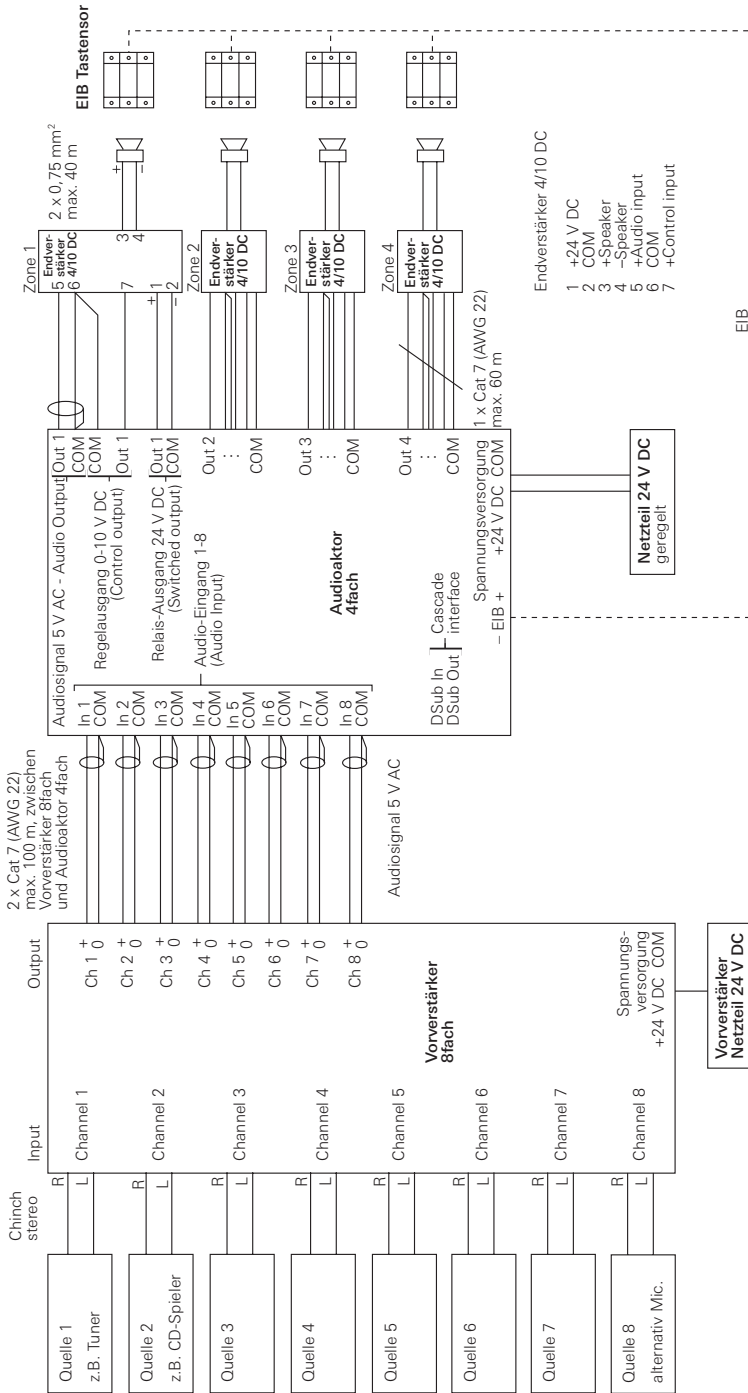 Chinch
stereo
Input
Output
2 x Cat 7 (AWG 22)
max. 100 m, zwischen
Vorverstärker 8fach
und Audioaktor 4fach
Quelle 1
z.B. Tuner
Quelle 2
z.B. CD-Spieler
Quelle 3
Quelle 4
Quelle 5
Quelle 6
Quelle 7
Quelle 8
alternativ Mic.
R
L
R
L
R
L
R
L
R
L
R
L
R
L
R
L
Channel 1
Channel 2
Channel 3
Channel 4
Channel 5
Channel 6
Channel 7
Channel 8
Vorverstärker
8fach
Ch 1 +
0
Ch 2 +
0
Ch 3 +
0
Ch 4 +
0
Ch 5 +
0
Ch 6 +
0
Ch 7 +
0
Ch 8 +
0
Spannungs-
versorgung
+24 V DC COM
Vorverstärker
Netzteil 24 V DC
Audiosignal 5 V AC
Audiosignal 5 V AC - Audio Output
Regelausgang 0-10 V DC
(Control output)
Relais-Ausgang 24 V DC
(Switched output)
Audio-Eingang 1-8
(Audio Input)
In 1
COM
In 2
COM
In 3
COM
In 4
COM
In 5
COM
In 6
COM
In 7
COM
In 8
COM
Audioaktor
4fach
DSub In
DSub Out
Cascade
interface
Out 1
COM
COM
Out 1
Out 1
COM
Out 2
:
:
COM
Out 3
:
:
COM
Out 4
:
:
COM
Spannungsversorgung
– EIB + +24 V DC COM
Netzteil 24 V DC
geregelt
1 x Cat 7 (AWG 22)
max. 60 m
Zone 1
Endver-
stärker
4/10 DC
5
6
7
+ 1
– 2
3
4
2 x 0,75 mm²
max. 40 m
+
–
Zone 2
Endver-
stärker
4/10 DC
Zone 3
Endver-
stärker
4/10 DC
Zone 4
Endver-
stärker
4/10 DC
EIB Tastensor
Endverstärker 4/10 DC
1 +24 V DC
2 COM
3 +Speaker
4 –Speaker
5 +Audio input
6 COM
7 +Control input
EIB